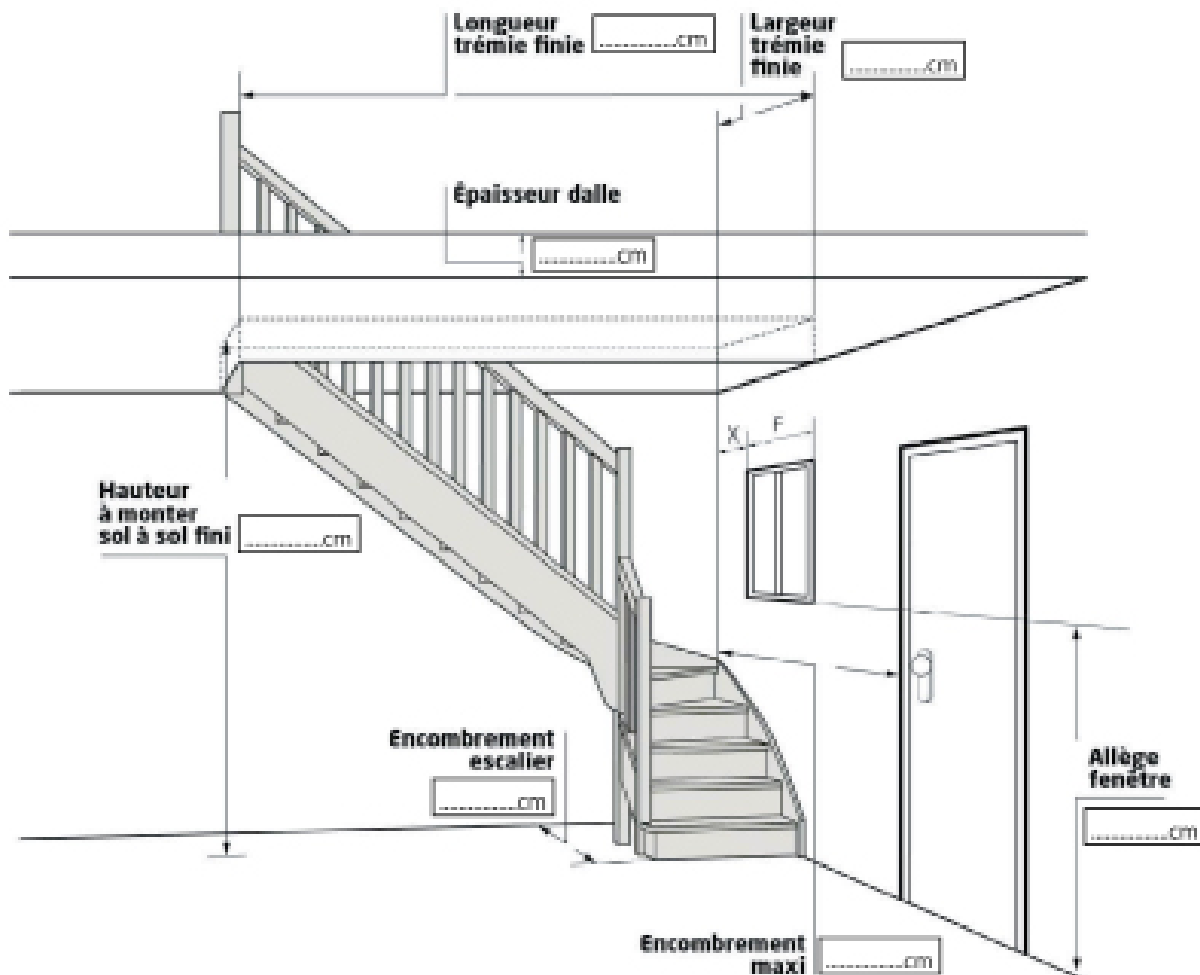 Longueur
trémie finie ............cm
Largeur
trémie
finie ............cm
Épaisseur dalle
............cm
X F
Hauteur
à monter
sol à sol fini ............cm
Encombrement
escalier
............cm
Allège
fenêtre
............cm
Encombrement
maxi ............cm